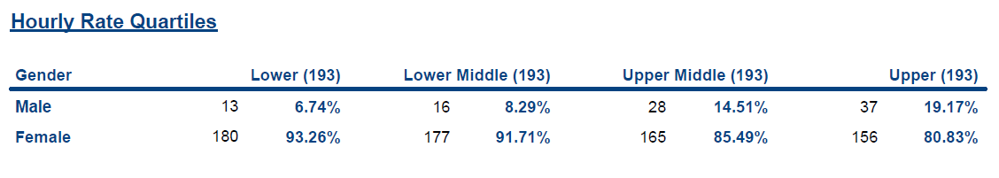 Hourly Rate Quartiles
Gender Lower (193) Lower Middle (193) Upper Middle (193) Upper (193)
Male 13 6.74% 16 8.29% 28 14.51% 37 19.17%
Female 180 93.26% 177 91.71% 165 85.49% 156 80.83%